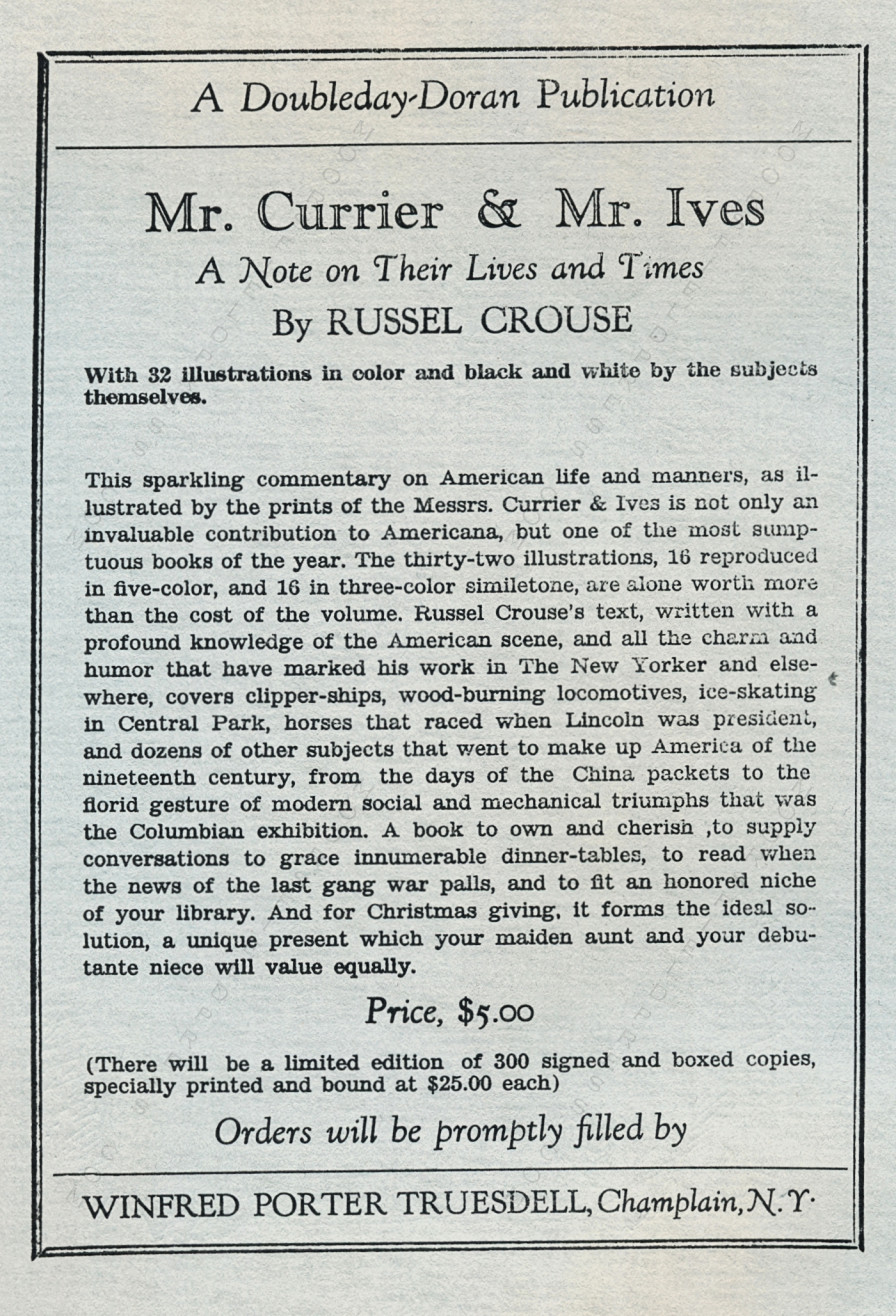 A Doubleday-Doran Publication
Mr. Currier & Mr. Ives
A Note on Their Lives and Times
By RUSSEL CROUSE
With 32 illustrations in color and black and white by the subjects
themselves.
This sparkling commentary on American life and manners, as il-
lustrated by the prints of the Messrs. Currier & Ives is not only an
invaluable contribution to Americana, but one of the most sump-
tuous books of the year. The thirty-two illustrations, 16 reproduced
in five-color, and 16 in three-color similetone, are alone worth more
than the cost of the volume. Russel Crouse's text, written with a
profound knowledge of the American scene, and all the charm and
humor that have marked his work in The New Yorker and else-
where, covers clipper-ships, wood-burning locomotives, ice-skating
in Central Park, horses that raced when Lincoln was president,
and dozens of other subjects that went to make up America of the
nineteenth century, from the days of the China packets to the
florid gesture of modern social and mechanical triumphs that was
the Columbian exhibition. A book to own and cherish ,to supply
conversations to grace innumerable dinner-tables, to read when
the news of the last gang war palls, and to fit an honored niche
of your library. And for Christmas giving, it forms the ideal so-
lution, a unique present which your maiden aunt and your debu-
tante niece will value equally.
Price, $5.00
(There will be a limited edition of 300 signed and boxed copies,
specially printed and bound at $25.00 each)
Orders will be promptly filled by
WINFRED PORTER TRUESDELL, Champlain, N. Y.